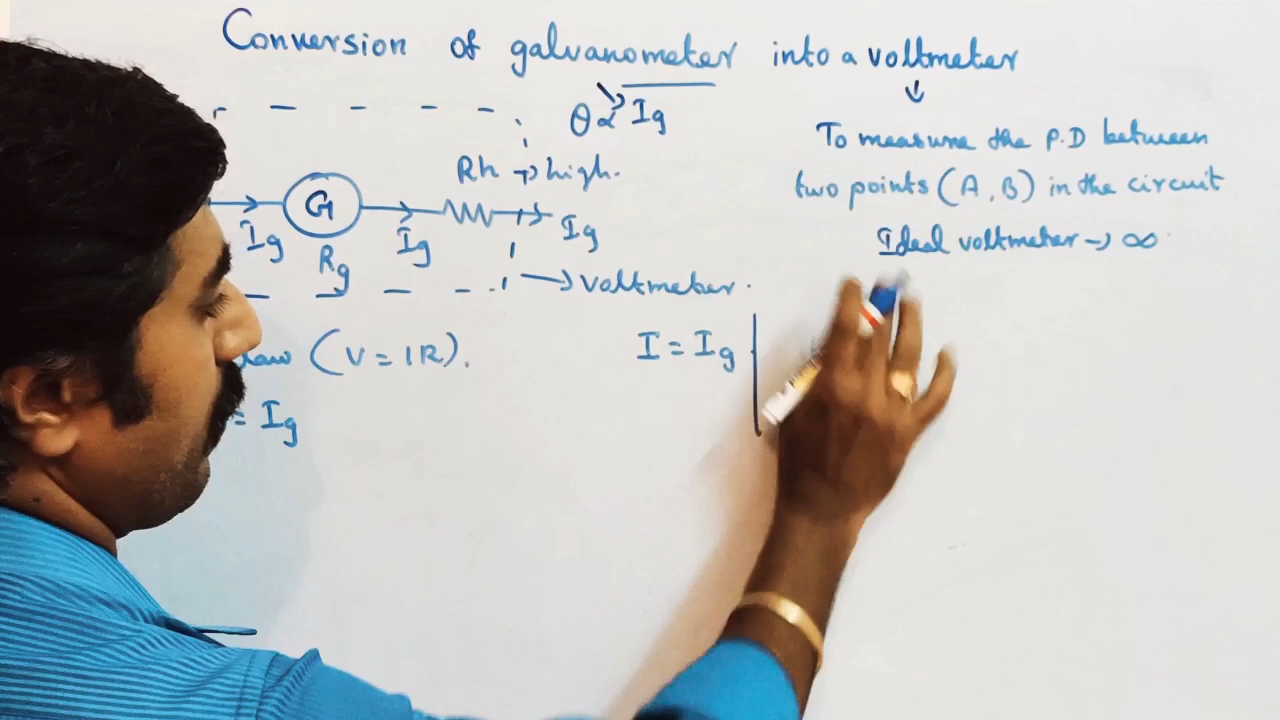 Conversion of galvanometer into a voltmeter
θ ∝ Ig
To measure the P.D between
two points (A, B) in the circuit
Ideal voltmeter → ∞
Rh → high.
G
Ig
Rg
Ig
Ig
→ voltmeter.
law (V = IR).
I = Ig
= Ig